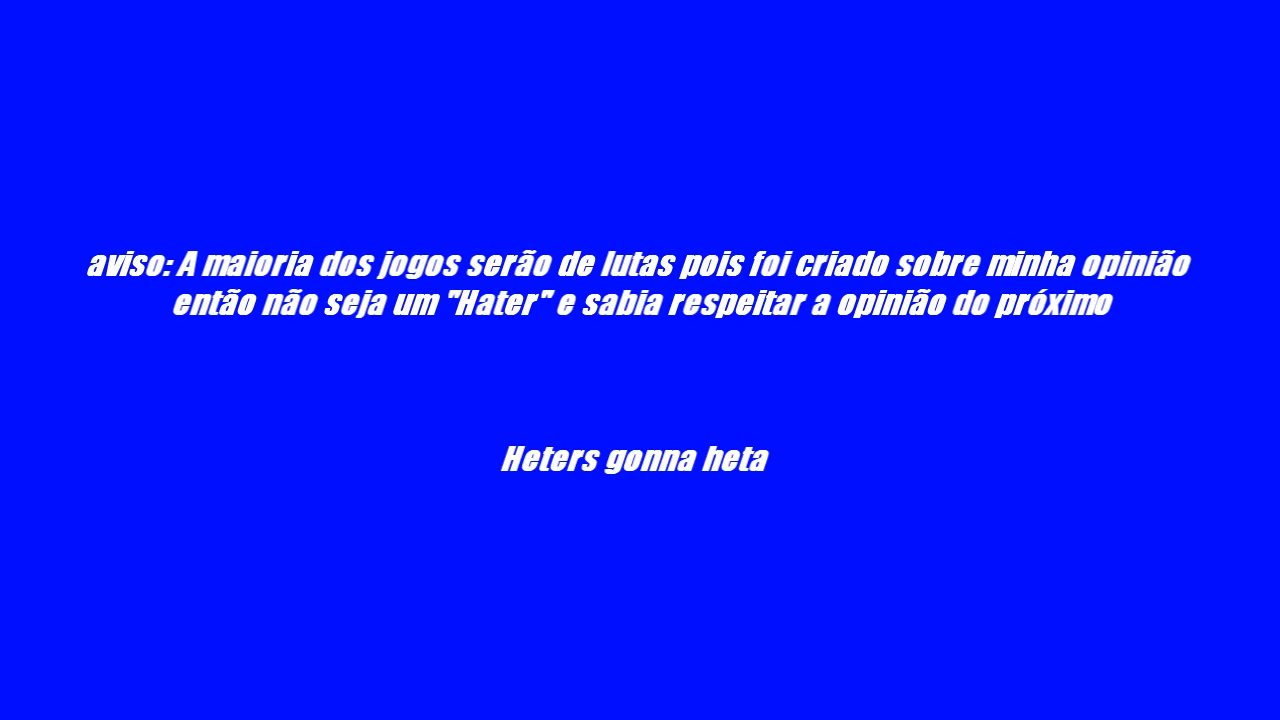 aviso: A maioria dos jogos serão de lutas pois foi criado sobre minha opinião
então não seja um "Hater" e sabia respeitar a opinião do próximo
Heters gonna heta